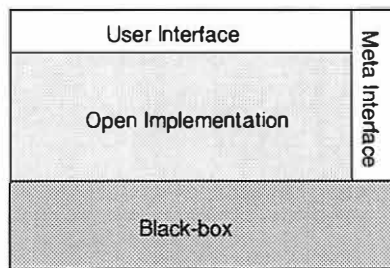 User Interface
Meta Interface
Open Implementation
Black-box